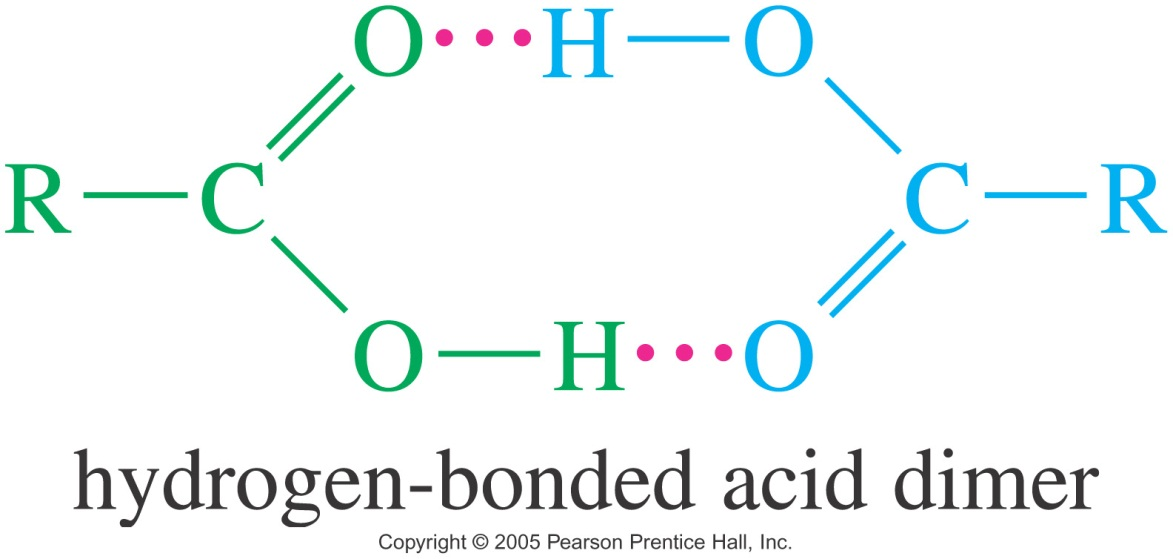 O H O
R C C R
O H O
hydrogen-bonded acid dimer
Copyright © 2005 Pearson Prentice Hall, Inc.